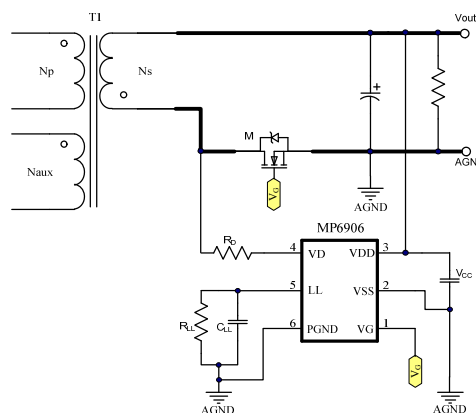 T1
Vout
Np
Ns
M
AGN
Naux
VG
AGND
MP6906
RD
4 VD VDD 3
VCC
5 LL VSS 2
RLL
CLL
6 PGND VG 1
VG
AGND
AGND